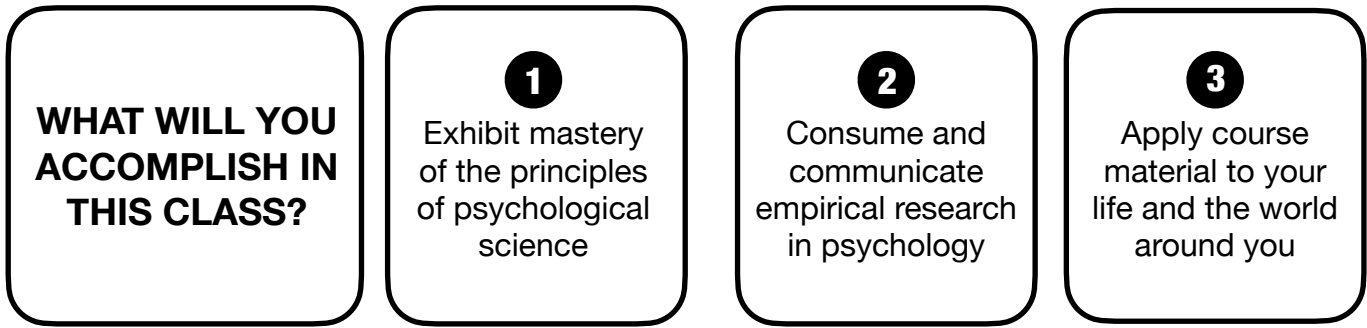 WHAT WILL YOU
ACCOMPLISH IN
THIS CLASS?
1
Exhibit mastery
of the principles
of psychological
science
2
Consume and
communicate
empirical research
in psychology
3
Apply course
material to your
life and the world
around you